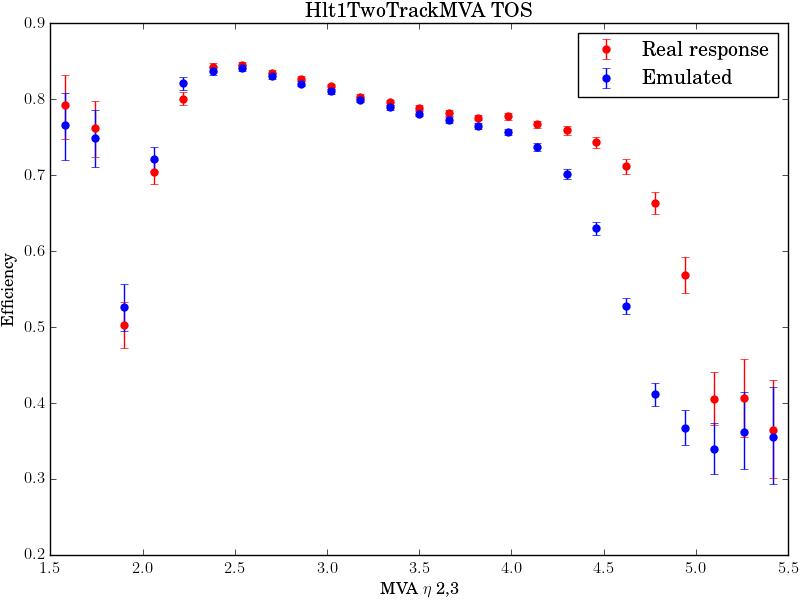 Hlt1TwoTrackMVA TOS
Real response
Emulated
Efficiency
0.9
0.8
0.7
0.6
0.5
0.4
0.3
0.2
1.5 2.0 2.5 3.0 3.5 4.0 4.5 5.0 5.5
MVA η 2,3